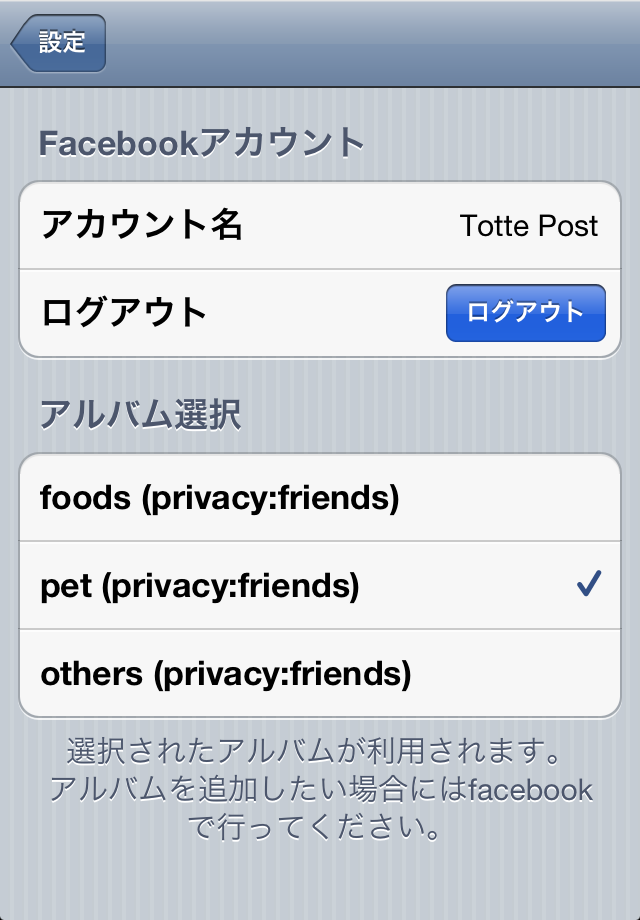 設定
Facebookアカウント
アカウント名 Totte Post
ログアウト ログアウト
アルバム選択
foods (privacy:friends)
pet (privacy:friends)
others (privacy:friends)
選択されたアルバムが利用されます。
アルバムを追加したい場合にはfacebook
で行ってください。